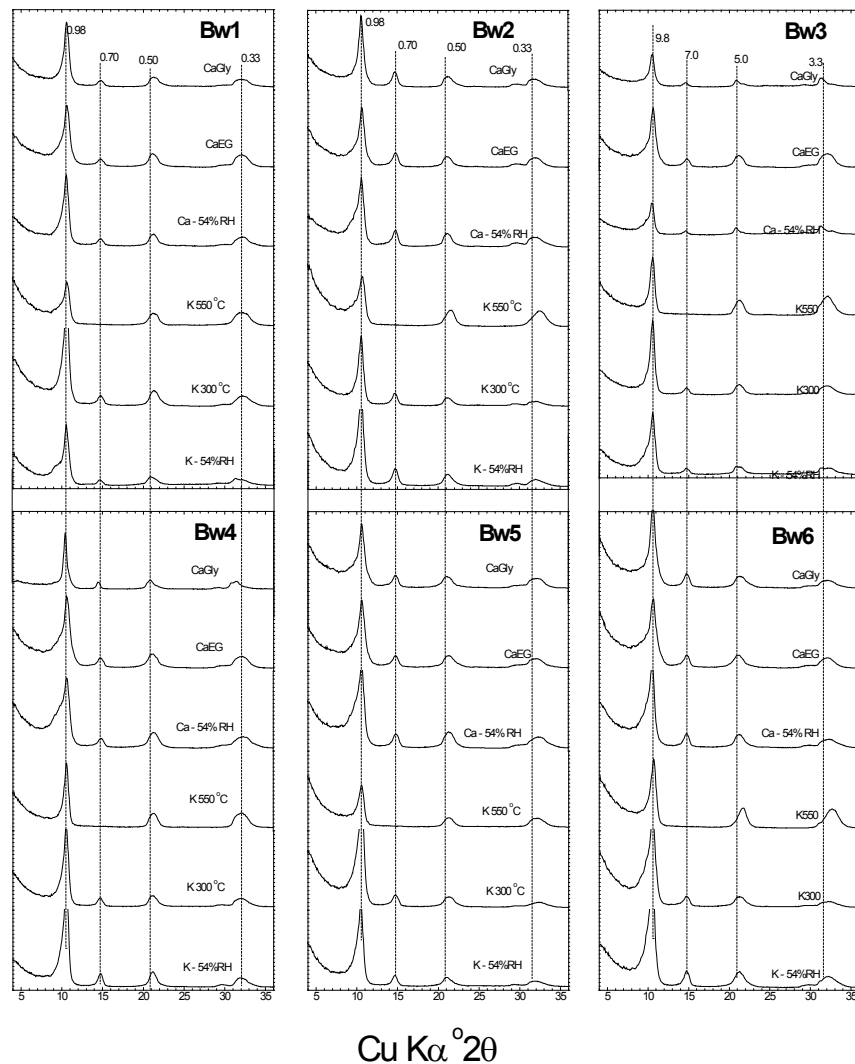 Bw1
0.98
0.70
0.50
0.33
CaGly
CaEG
Ca - 54% RH
K 550 °C
K 300 °C
K - 54%RH
Bw2
0.98
0.70
0.50
0.33
CaGly
CaEG
Ca - 54% RH
K 550 °C
K 300 °C
K - 54%RH
Bw3
9.8
7.0
5.0
3.3
CaGly
CaEG
Ca - 54% RH
K550
K300
K - 54%RH
Bw4
CaGly
CaEG
Ca - 54% RH
K 550 °C
K 300 °C
K - 54%RH
5 10 15 20 25 30 35
Bw5
CaGly
CaEG
Ca - 54% RH
K 550 °C
K 300 °C
K - 54%RH
5 10 15 20 25 30 35
Bw6
CaGly
CaEG
Ca - 54% RH
K550
K300
K - 54%RH
5 10 15 20 25 30 35
Cu Kα °2θ